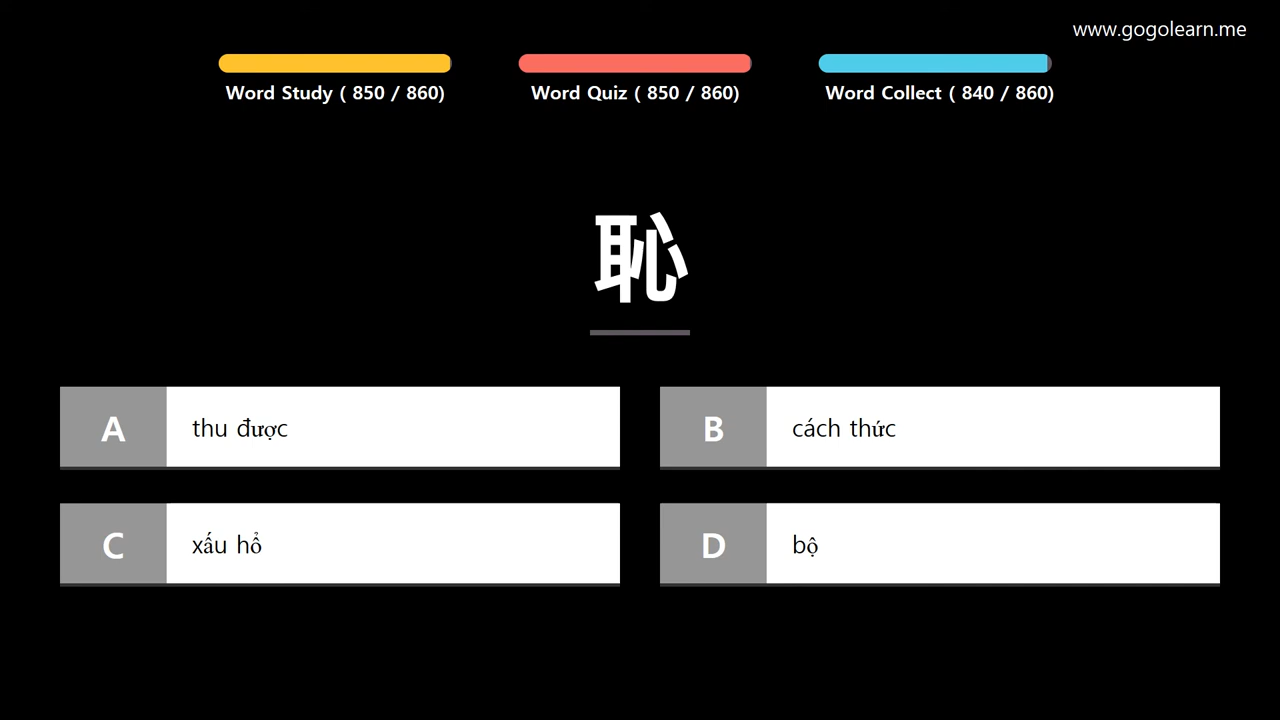 www.gogolearn.me
Word Study ( 850 / 860)
Word Quiz ( 850 / 860)
Word Collect ( 840 / 860)
恥
A
thu được
B
cách thức
C
xấu hổ
D
bộ